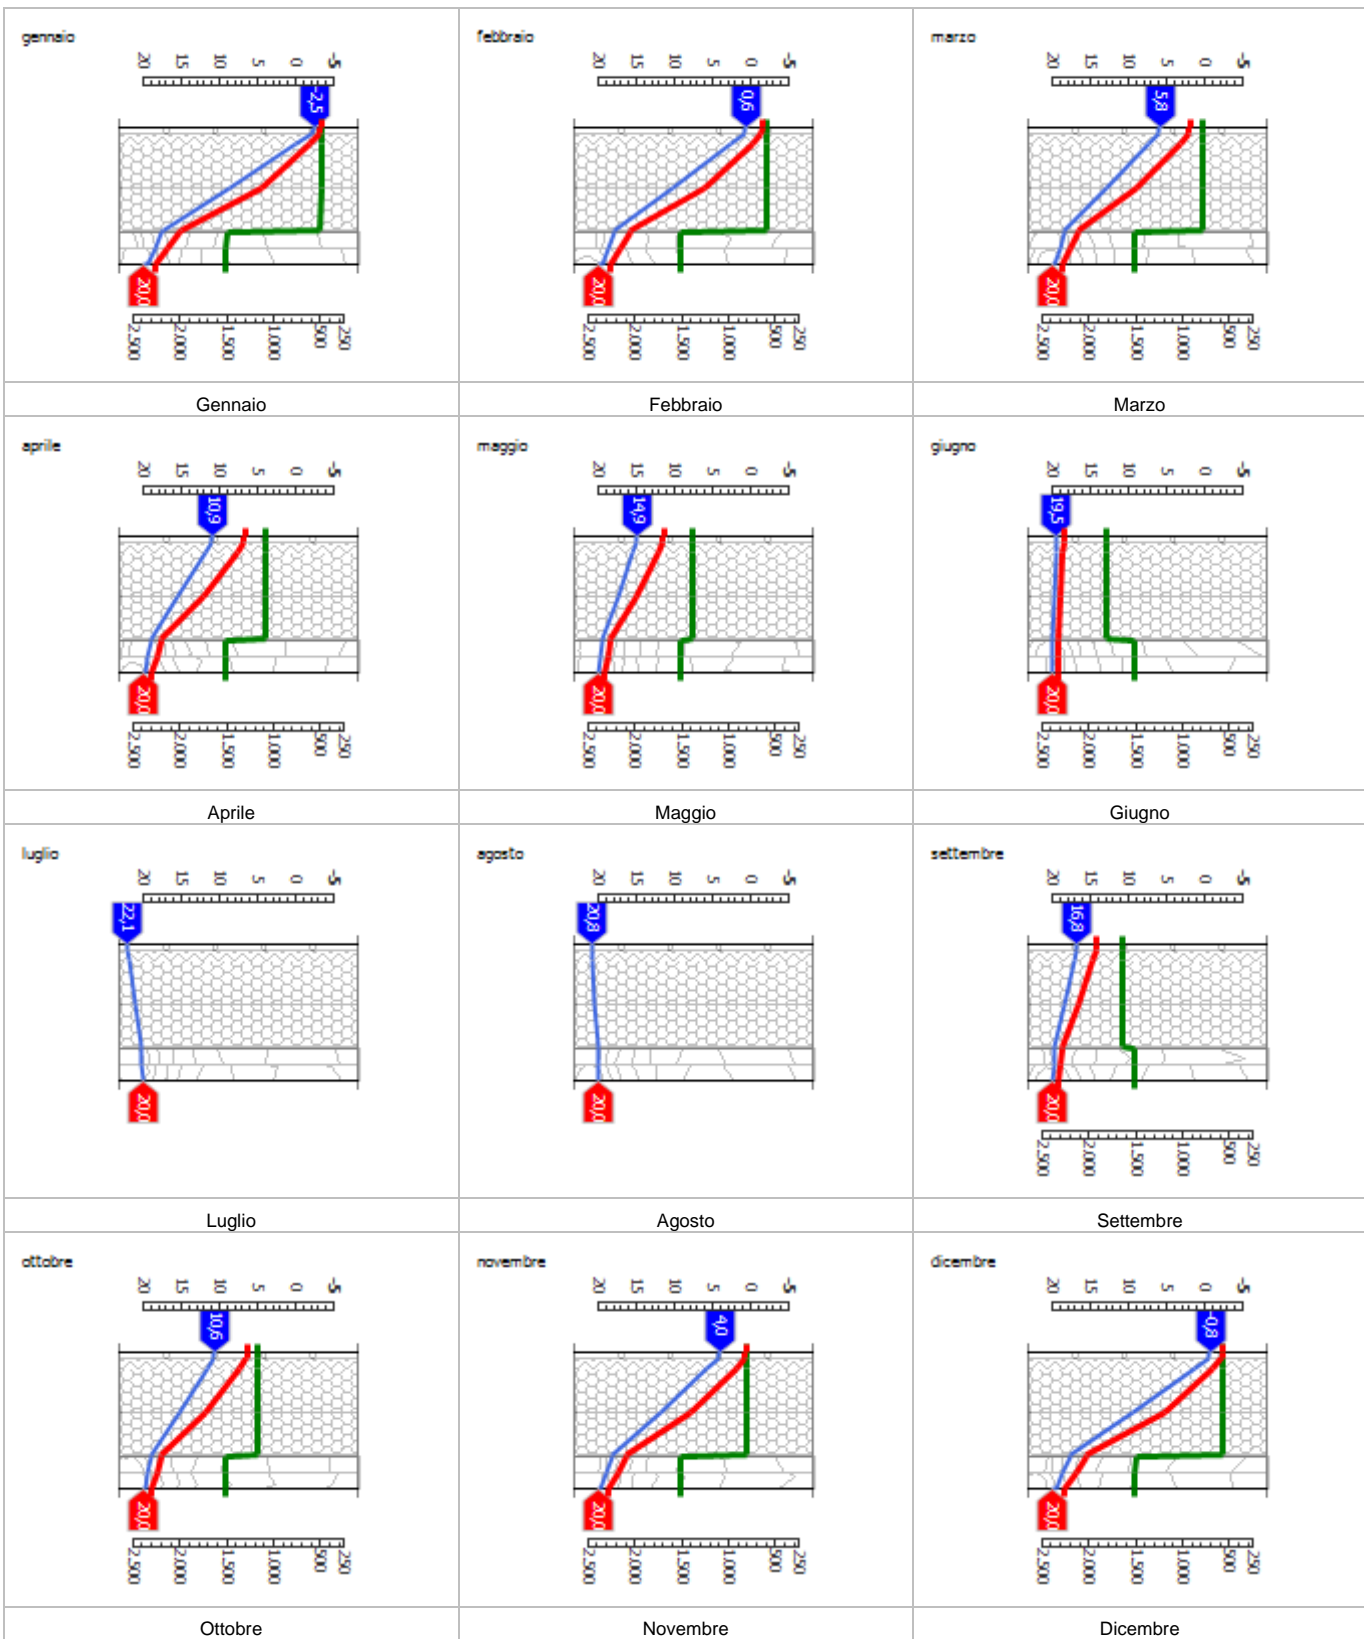 gennaio
20 15 10 5 0 -5
-2,5
20,0
2.500 2.000 1.500 1.000 500 250
Gennaio
febbraio
20 15 10 5 0 -5
0,6
20,0
2.500 2.000 1.500 1.000 500 250
Febbraio
marzo
20 15 10 5 0 -5
5,8
20,0
2.500 2.000 1.500 1.000 500 250
Marzo
aprile
20 15 10 5 0 -5
10,9
20,0
2.500 2.000 1.500 1.000 500 250
Aprile
maggio
20 15 10 5 0 -5
14,9
20,0
2.500 2.000 1.500 1.000 500 250
Maggio
giugno
20 15 10 5 0 -5
19,5
20,0
2.500 2.000 1.500 1.000 500 250
Giugno
luglio
20 15 10 5 0 -5
22,1
20,0
Luglio
agosto
20 15 10 5 0 -5
20,8
20,0
Agosto
settembre
20 15 10 5 0 -5
16,8
20,0
2.500 2.000 1.500 1.000 500 250
Settembre
ottobre
20 15 10 5 0 -5
10,6
20,0
2.500 2.000 1.500 1.000 500 250
Ottobre
novembre
20 15 10 5 0 -5
4,0
20,0
2.500 2.000 1.500 1.000 500 250
Novembre
dicembre
20 15 10 5 0 -5
-0,8
20,0
2.500 2.000 1.500 1.000 500 250
Dicembre